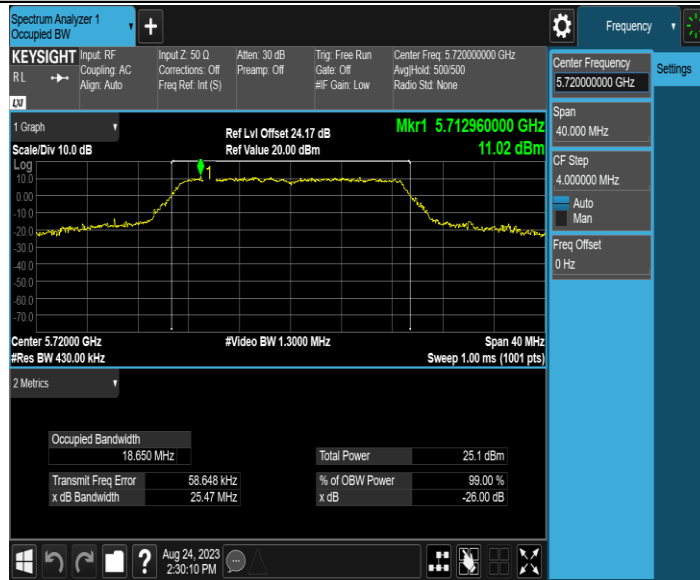 Spectrum Analyzer 1
Occupied BW
+
Frequency
KEYSIGHT
RL
LXI
Input: RF
Coupling: AC
Align: Auto
Input Z: 50 Ω
Corrections: Off
Freq Ref: Int (S)
Atten: 30 dB
Preamp: Off
Trig: Free Run
Gate: Off
#IF Gain: Low
Center Freq: 5.720000000 GHz
Avg|Hold: 500/500
Radio Std: None
Center Frequency
5.720000000 GHz
Settings
Span
40.000 MHz
CF Step
4.000000 MHz
Auto
Man
Freq Offset
0 Hz
1 Graph
Ref Lvl Offset 24.17 dB
Mkr1 5.712960000 GHz
Scale/Div 10.0 dB
Ref Value 20.00 dBm
11.02 dBm
Log
1
10.0
0.00
-10.0
-20.0
-30.0
-40.0
-50.0
-60.0
-70.0
Center 5.72000 GHz
#Video BW 1.3000 MHz
Span 40 MHz
#Res BW 430.00 kHz
Sweep 1.00 ms (1001 pts)
2 Metrics
Occupied Bandwidth
18.650 MHz
Total Power 25.1 dBm
Transmit Freq Error 58.648 kHz
% of OBW Power 99.00 %
x dB Bandwidth 25.47 MHz
x dB -26.00 dB
?
Aug 24, 2023
2:30:10 PM